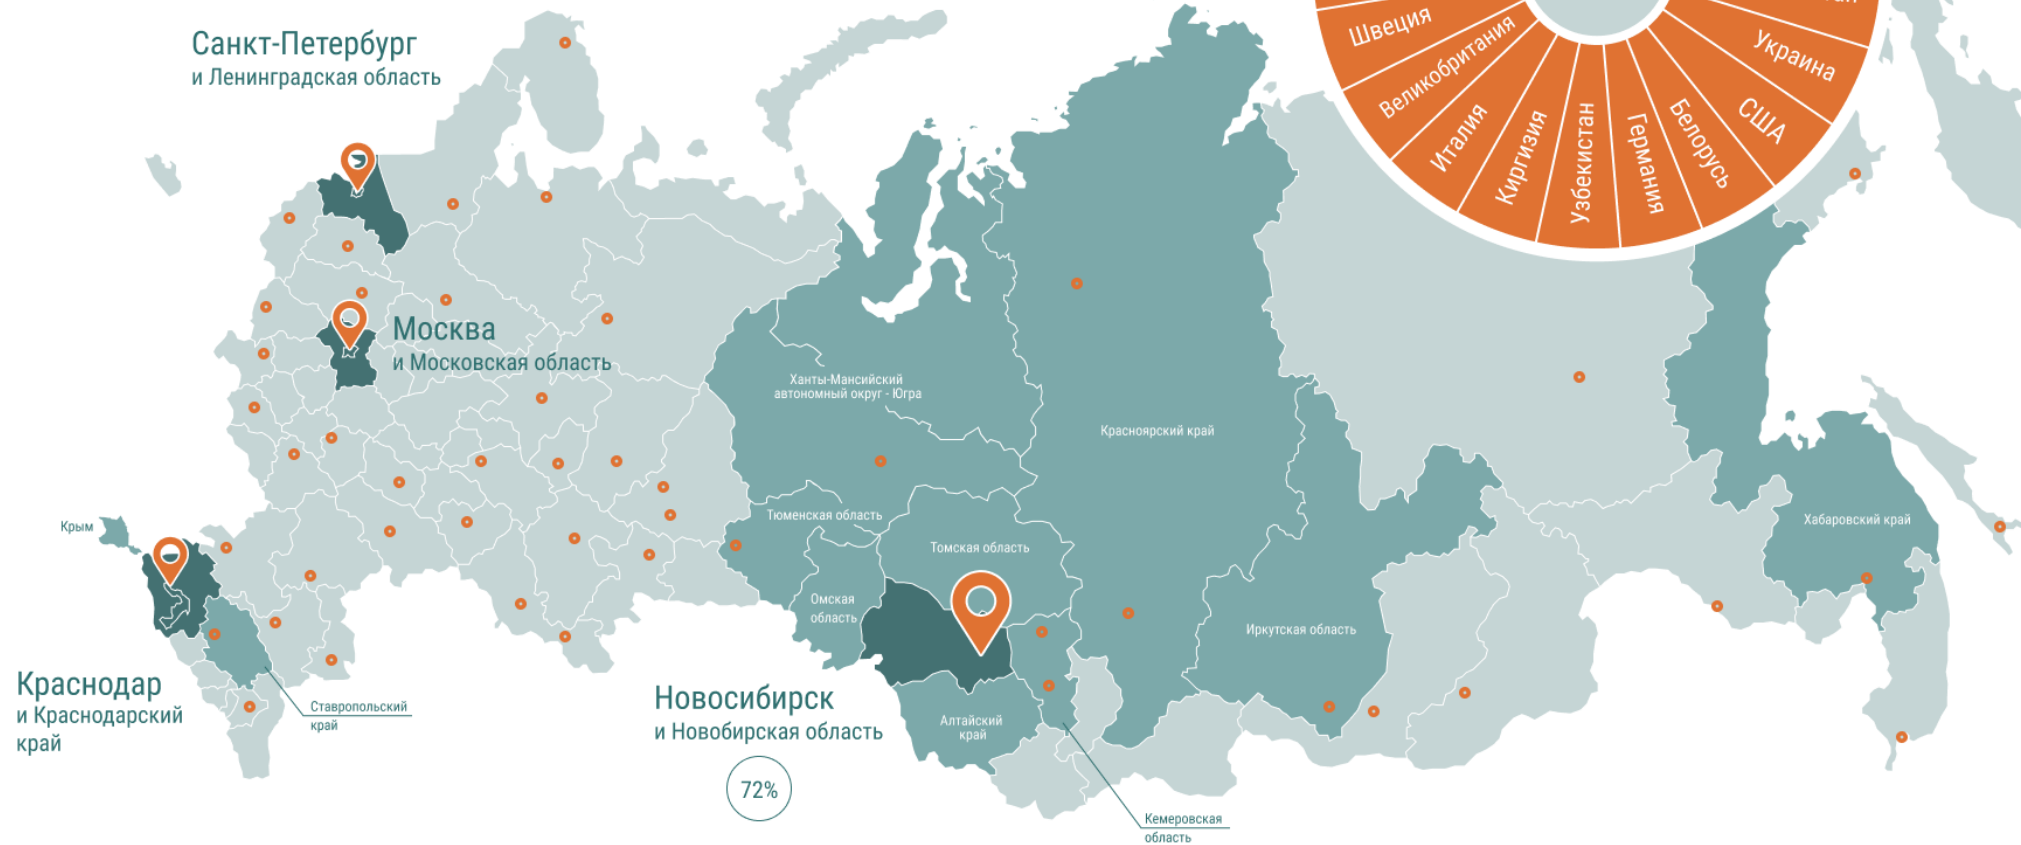 Санкт-Петербург
и Ленинградская область
Швеция
Великобритания
Италия
Киргизия
Узбекистан
Германия
Белорусь
США
Украина
Москва
и Московская область
Ханты-Мансийский
автономный округ - Югра
Красноярский край
Крым
Тюменская область
Томская область
Хабаровский край
Омская
область
Иркутская область
Краснодар
и Краснодарский
край
Ставропольский
край
Новосибирск
и Новобирская область
72%
Алтайский
край
Кемеровская
область